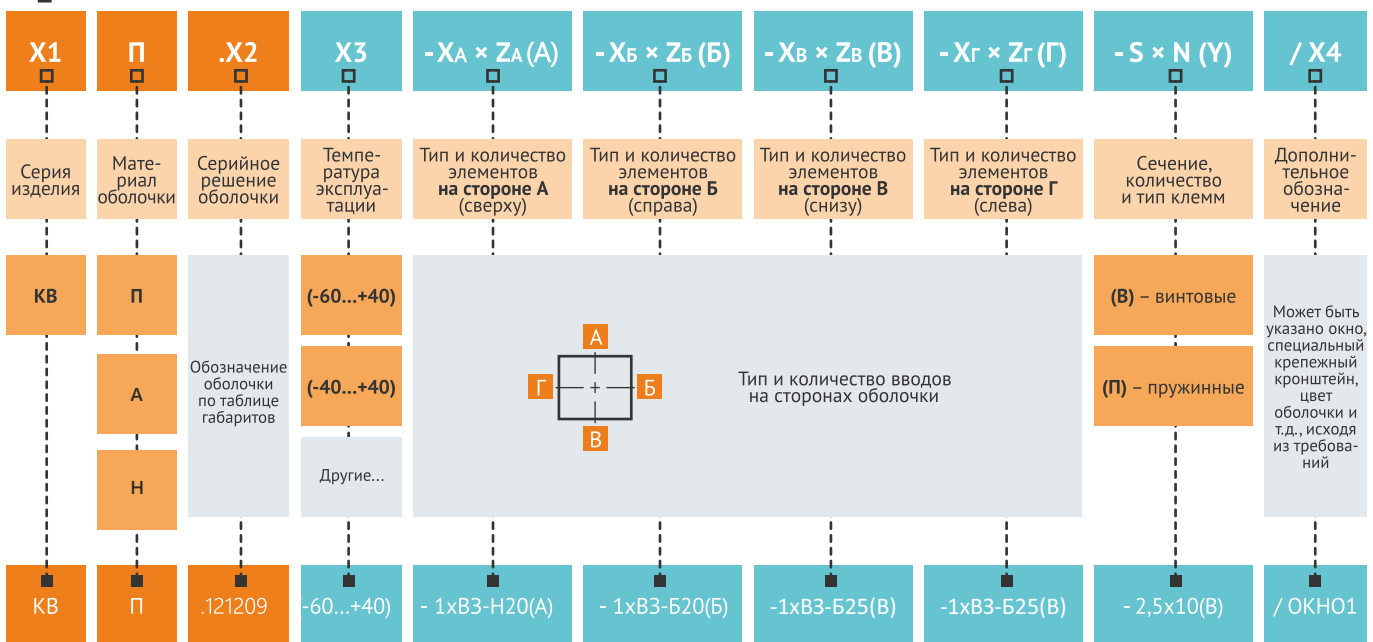 X1
П
.X2
X3
- XА × ZА (А)
- XБ × ZБ (Б)
- XВ × ZВ (В)
- XГ × ZГ (Г)
- S × N (Y)
/ X4
Серия
изделия
Мате-
риал
оболочки
Серийное
решение
оболочки
Темпе-
ратура
эксплуа-
тации
Тип и количество
элементов
на стороне А
(сверху)
Тип и количество
элементов
на стороне Б
(справа)
Тип и количество
элементов
на стороне В
(снизу)
Тип и количество
элементов
на стороне Г
(слева)
Сечение,
количество
и тип клемм
Дополни-
тельное
обозна-
чение
КВ
П
А
Н
Обозначение
оболочки
по таблице
габаритов
(-60...+40)
(-40...+40)
Другие...
А
Г
Б
В
Тип и количество вводов
на сторонах оболочки
(В) – винтовые
(П) – пружинные
Может быть
указано окно,
специальный
крепежный
кронштейн,
цвет
оболочки и
т.д., исходя
из требова-
ний
КВ
П
.121209
-60...+40)
- 1хВЗ-Н20(А)
- 1хВЗ-Б20(Б)
-1хВЗ-Б25(В)
-1хВЗ-Б25(В)
- 2,5х10(В)
/ ОКНО1